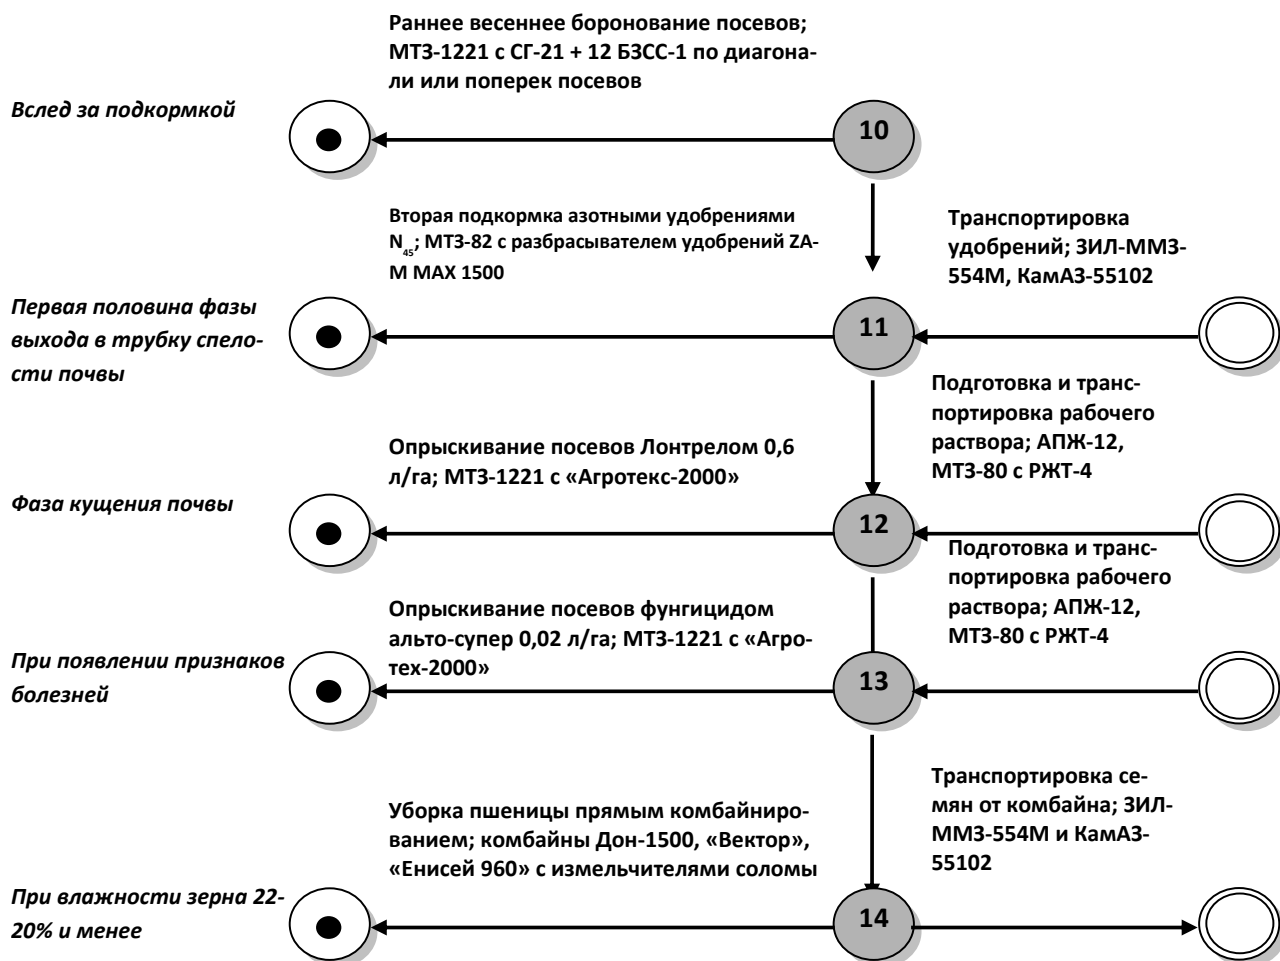 Раннее весеннее боронование посевов;
МТЗ-1221 с СГ-21 + 12 БЗСС-1 по диагона-
ли или поперек посевов
Вслед за подкормкой
10
Вторая подкормка азотными удобрениями
N45; МТЗ-82 с разбрасывателем удобрений ZA-
M MAX 1500
Транспортировка
удобрений; ЗИЛ-ММЗ-
554М, КамАЗ-55102
Первая половина фазы
выхода в трубку спело-
сти почвы
11
Подготовка и транс-
портировка рабочего
раствора; АПЖ-12,
МТЗ-80 с РЖТ-4
Опрыскивание посевов Лонтрелом 0,6
л/га; МТЗ-1221 с «Агротекс-2000»
Фаза кущения почвы
12
Подготовка и транс-
портировка рабочего
раствора; АПЖ-12,
МТЗ-80 с РЖТ-4
Опрыскивание посевов фунгицидом
альто-супер 0,02 л/га; МТЗ-1221 с «Агро-
тех-2000»
При появлении признаков
болезней
13
Транспортировка се-
мян от комбайна; ЗИЛ-
ММЗ-554М и КамАЗ-
55102
Уборка пшеницы прямым комбайниро-
ванием; комбайны Дон-1500, «Вектор»,
«Енисей 960» с измельчителями соломы
При влажности зерна 22-
20% и менее
14